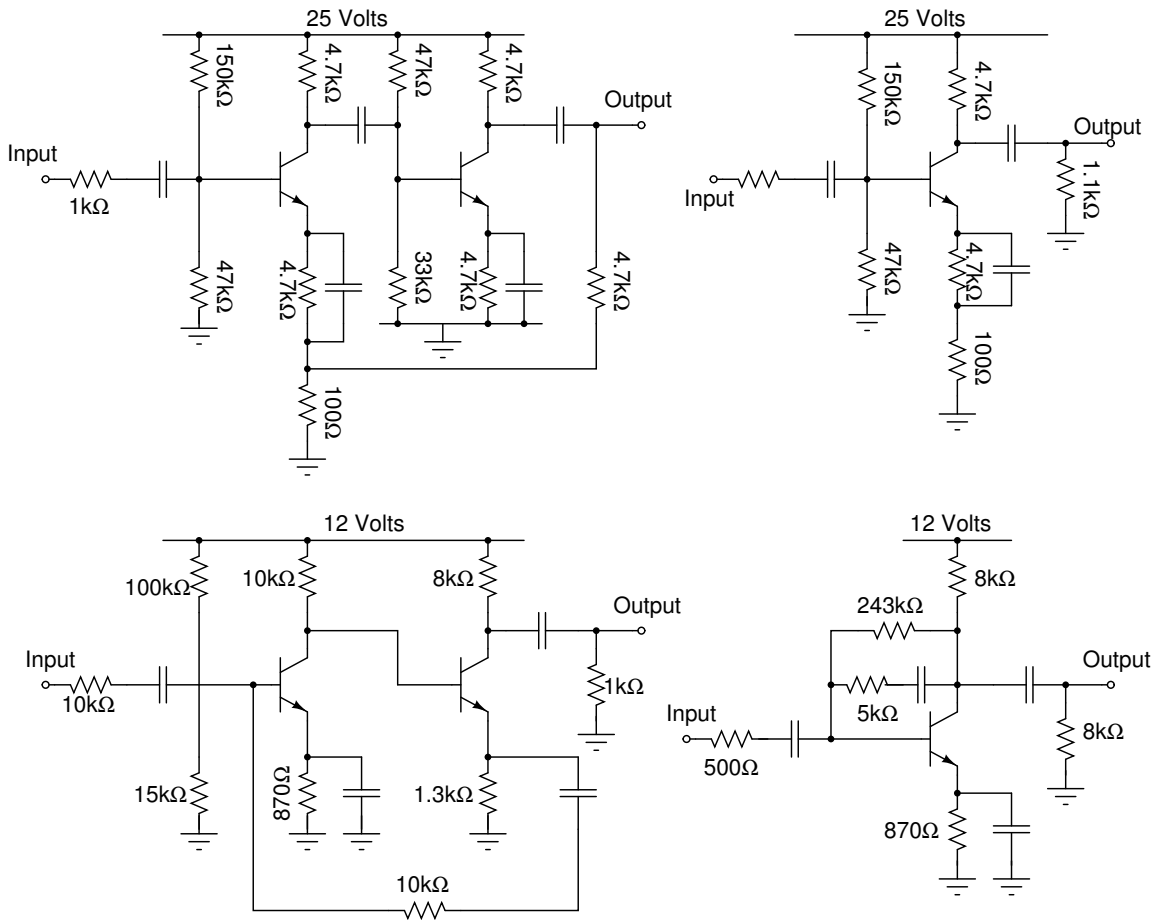 25 Volts
150kΩ
4.7kΩ
47kΩ
4.7kΩ
Output
Input
1kΩ
47kΩ
4.7kΩ
33kΩ
4.7kΩ
4.7kΩ
100Ω
25 Volts
150kΩ
4.7kΩ
Output
Input
1.1kΩ
47kΩ
4.7kΩ
100Ω
12 Volts
100kΩ
10kΩ
8kΩ
Output
Input
10kΩ
1kΩ
15kΩ
870Ω
1.3kΩ
10kΩ
12 Volts
8kΩ
243kΩ
Output
5kΩ
Input
500Ω
8kΩ
870Ω